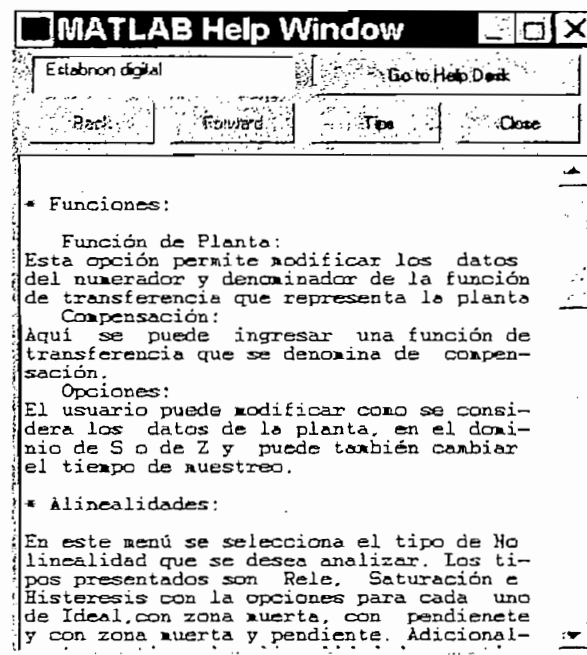 MATLAB Help Window
Estabnon digital
Go to Help Desk
Back Forward Tips Close
* Funciones:
Función de Planta:
Esta opción permite modificar los datos
del numerador y denominador de la función
de transferencia que representa la planta
Compensación:
Aquí se puede ingresar una función de
transferencia que se denomina de compen-
sación.
Opciones:
El usuario puede modificar como se consi-
dera los datos de la planta, en el domi-
nio de S o de Z y puede también cambiar
el tiempo de muestreo.
* Alinealidades:
En este menú se selecciona el tipo de No
linealidad que se desea analizar. Los ti-
pos presentados son Rele, Saturación e
Histeresis con la opciones para cada uno
de Ideal,con zona muerta, con pendienete
y con zona muerta y pendiente. Adicional-